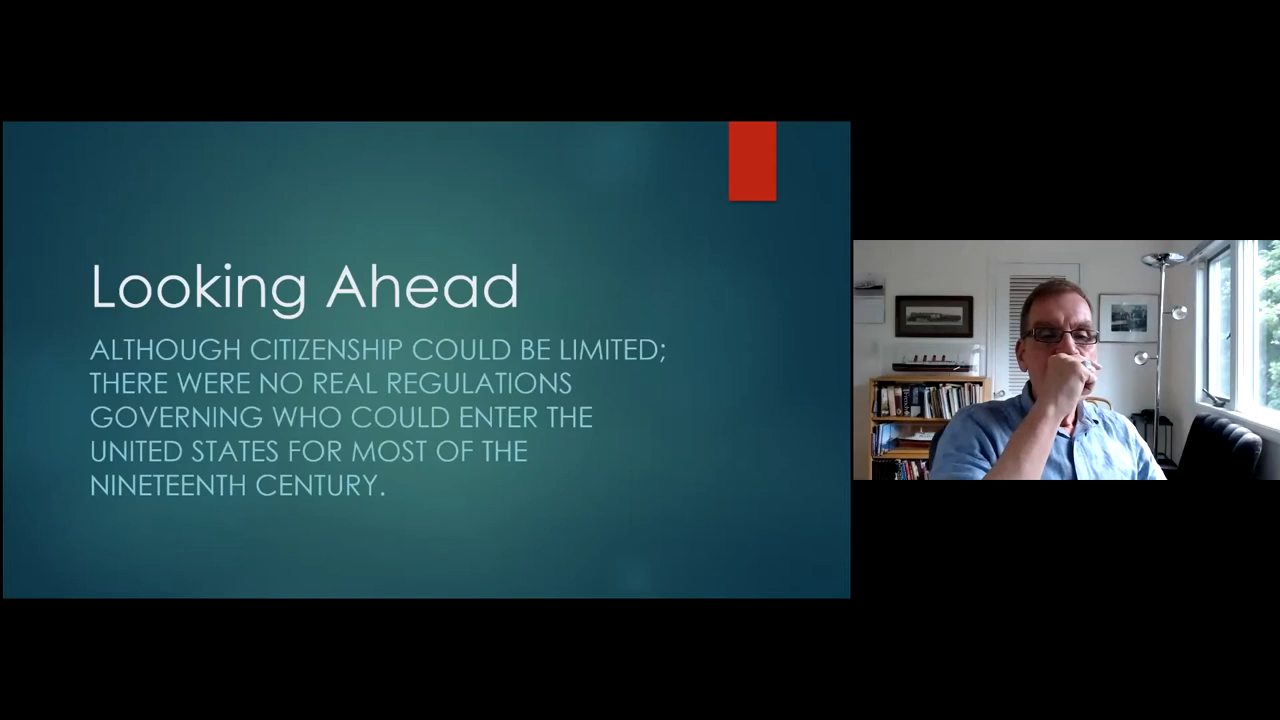 Looking Ahead
ALTHOUGH CITIZENSHIP COULD BE LIMITED;
THERE WERE NO REAL REGULATIONS
GOVERNING WHO COULD ENTER THE
UNITED STATES FOR MOST OF THE
NINETEENTH CENTURY.